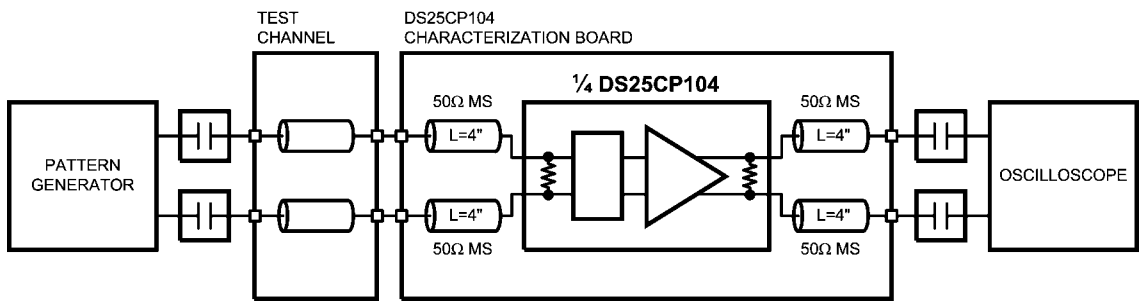 TEST
CHANNEL
DS25CP104
CHARACTERIZATION BOARD
¼ DS25CP104
50Ω MS
50Ω MS
L=4"
L=4"
PATTERN
GENERATOR
OSCILLOSCOPE
L=4"
L=4"
50Ω MS
50Ω MS